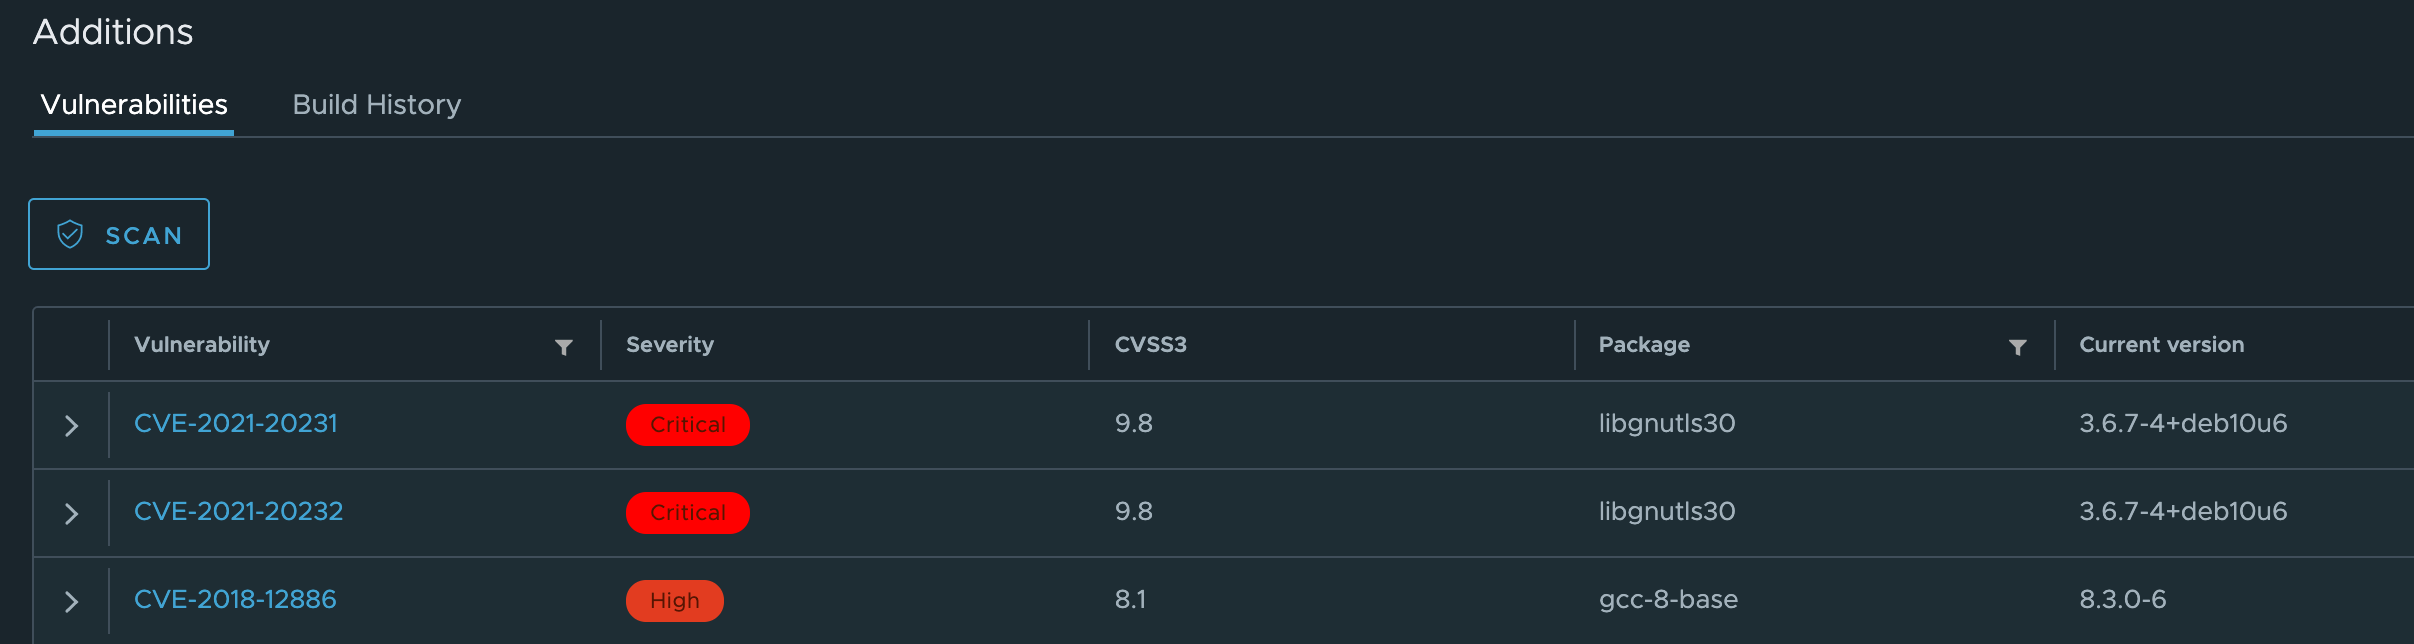 Additions
Vulnerabilities Build History
SCAN
Vulnerability Severity CVSS3 Package Current version
CVE-2021-20231 Critical 9.8 libgnutls30 3.6.7-4+deb10u6
CVE-2021-20232 Critical 9.8 libgnutls30 3.6.7-4+deb10u6
CVE-2018-12886 High 8.1 gcc-8-base 8.3.0-6